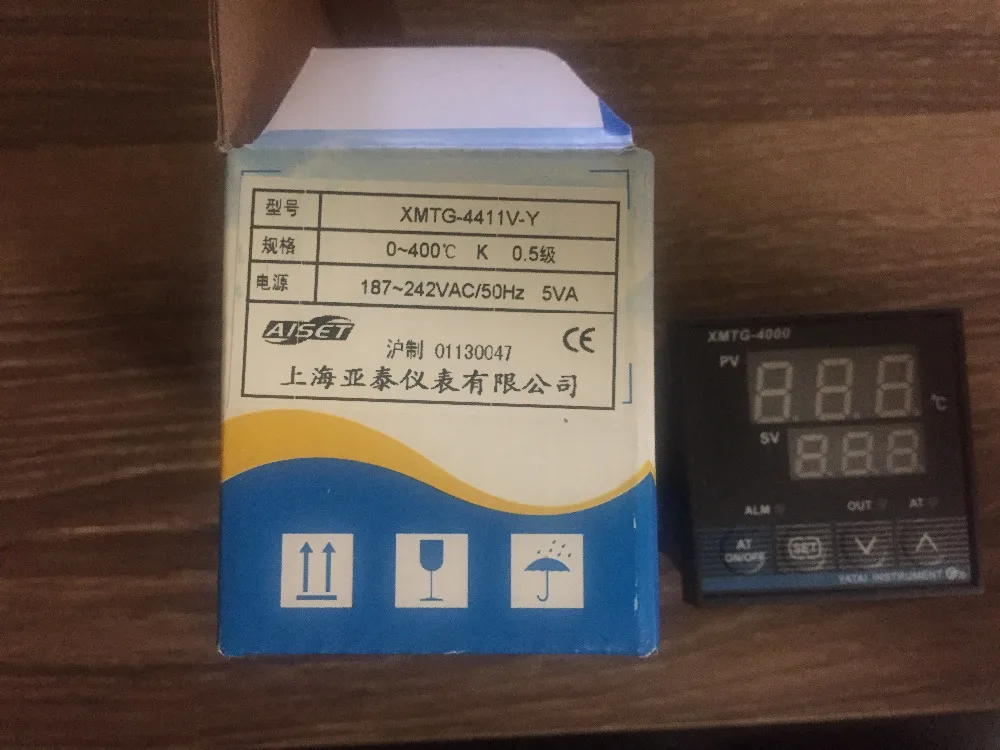 型号 XMTG-4411V-Y
规格 0~400℃ K 0.5级
电源 187~242VAC/50Hz 5VA
AISET
沪制 01130047 CE
上海亚泰仪表有限公司
XMTG-4000
PV
℃
SV
ALM OUT AT
AT ON/OFF SET
YATAI INSTRUMENT